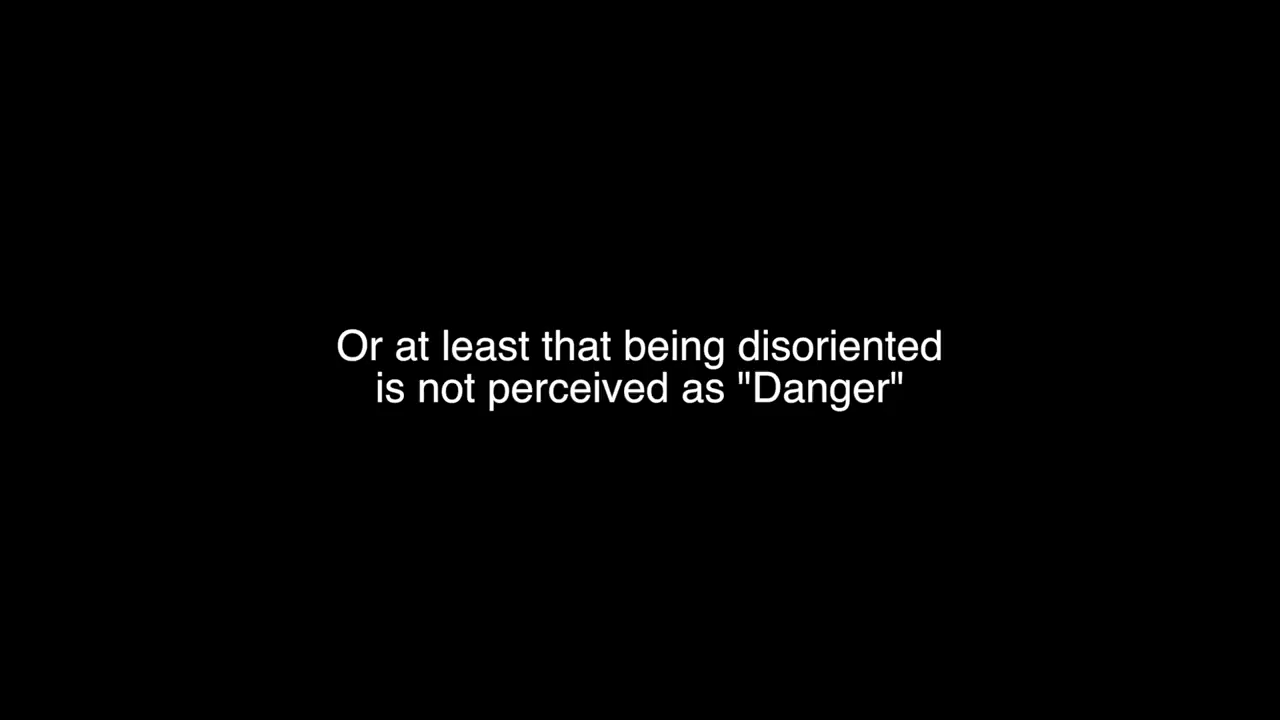 Or at least that being disoriented
is not perceived as "Danger"